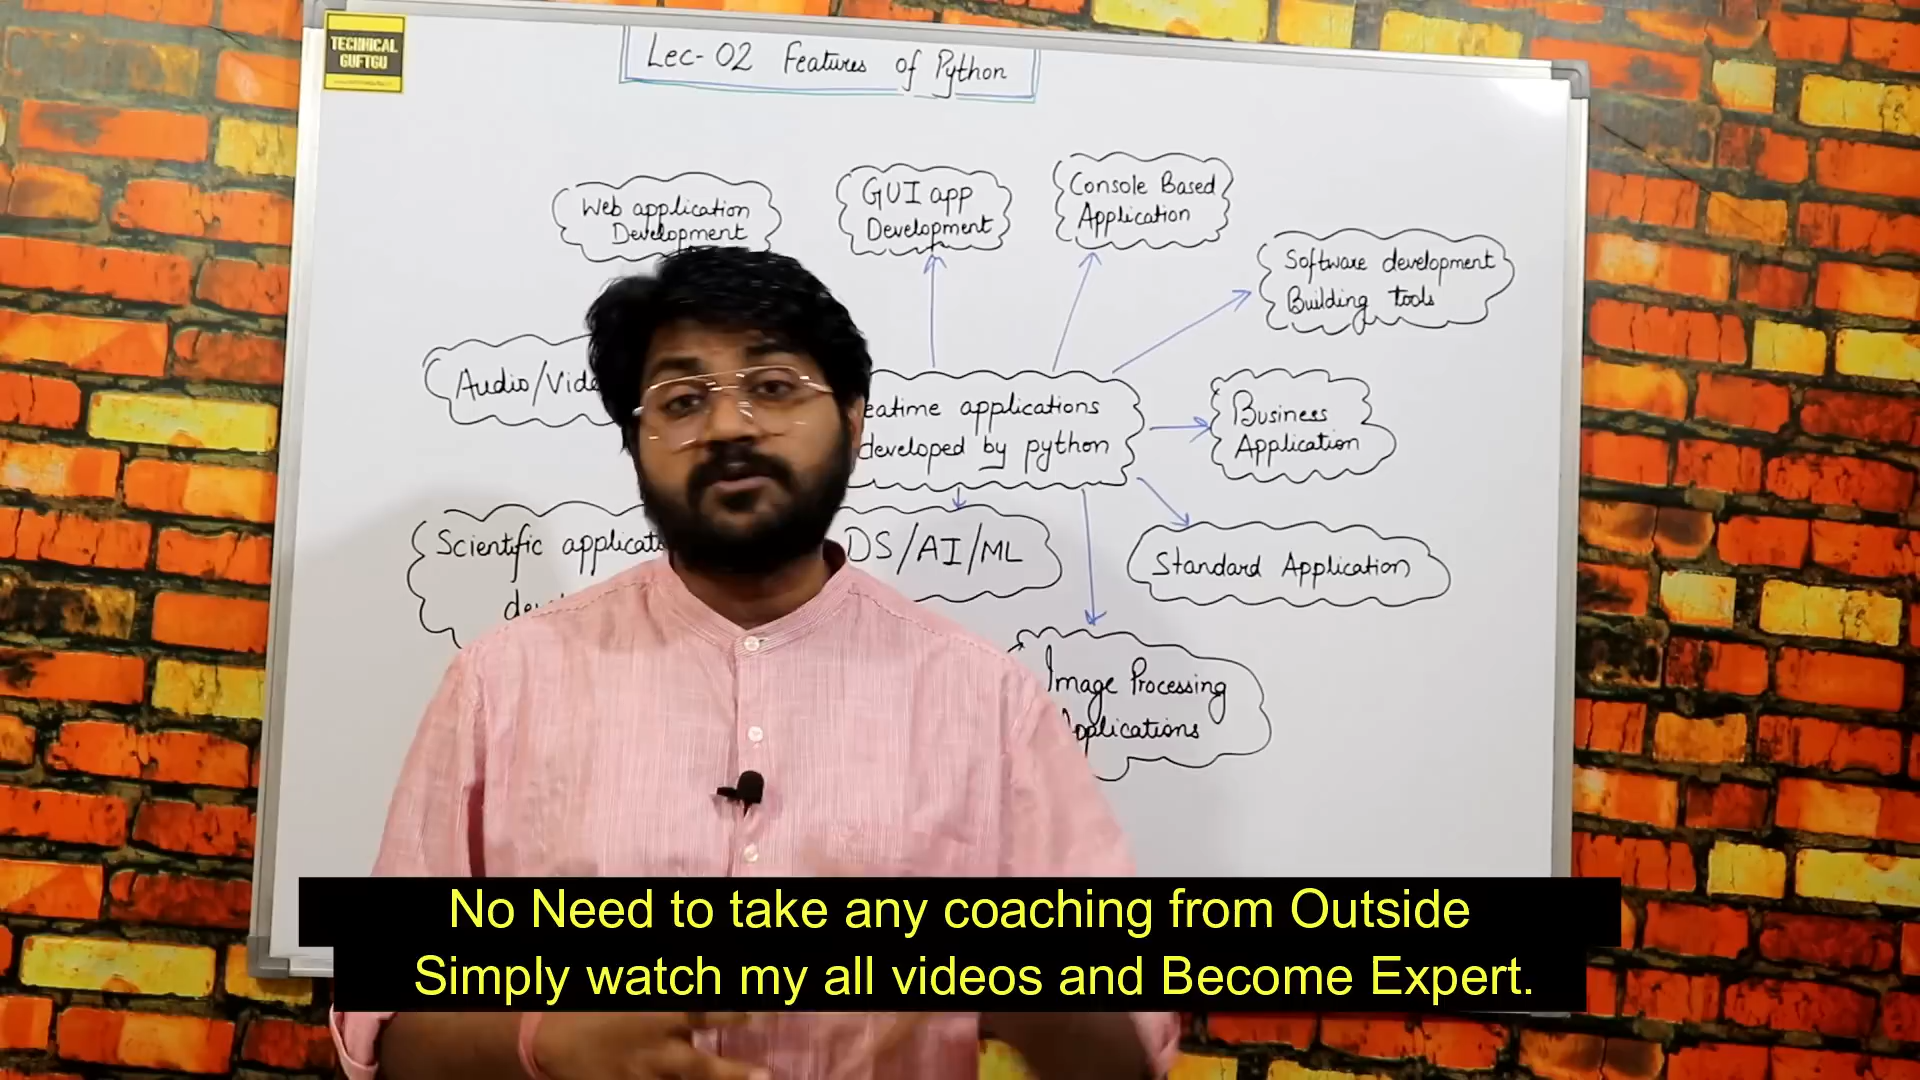 TECHNICAL
GUFTGU
Lec-02 Features of Python
Web application
Development
GUI app
Development
Console Based
Application
Software development
Building tools
Audio/Vide
eatime applications
developed by python
Business
Application
Scientific applicat
de
DS/AI/ML
Standard Application
Image Processing
pplications
No Need to take any coaching from Outside
Simply watch my all videos and Become Expert.